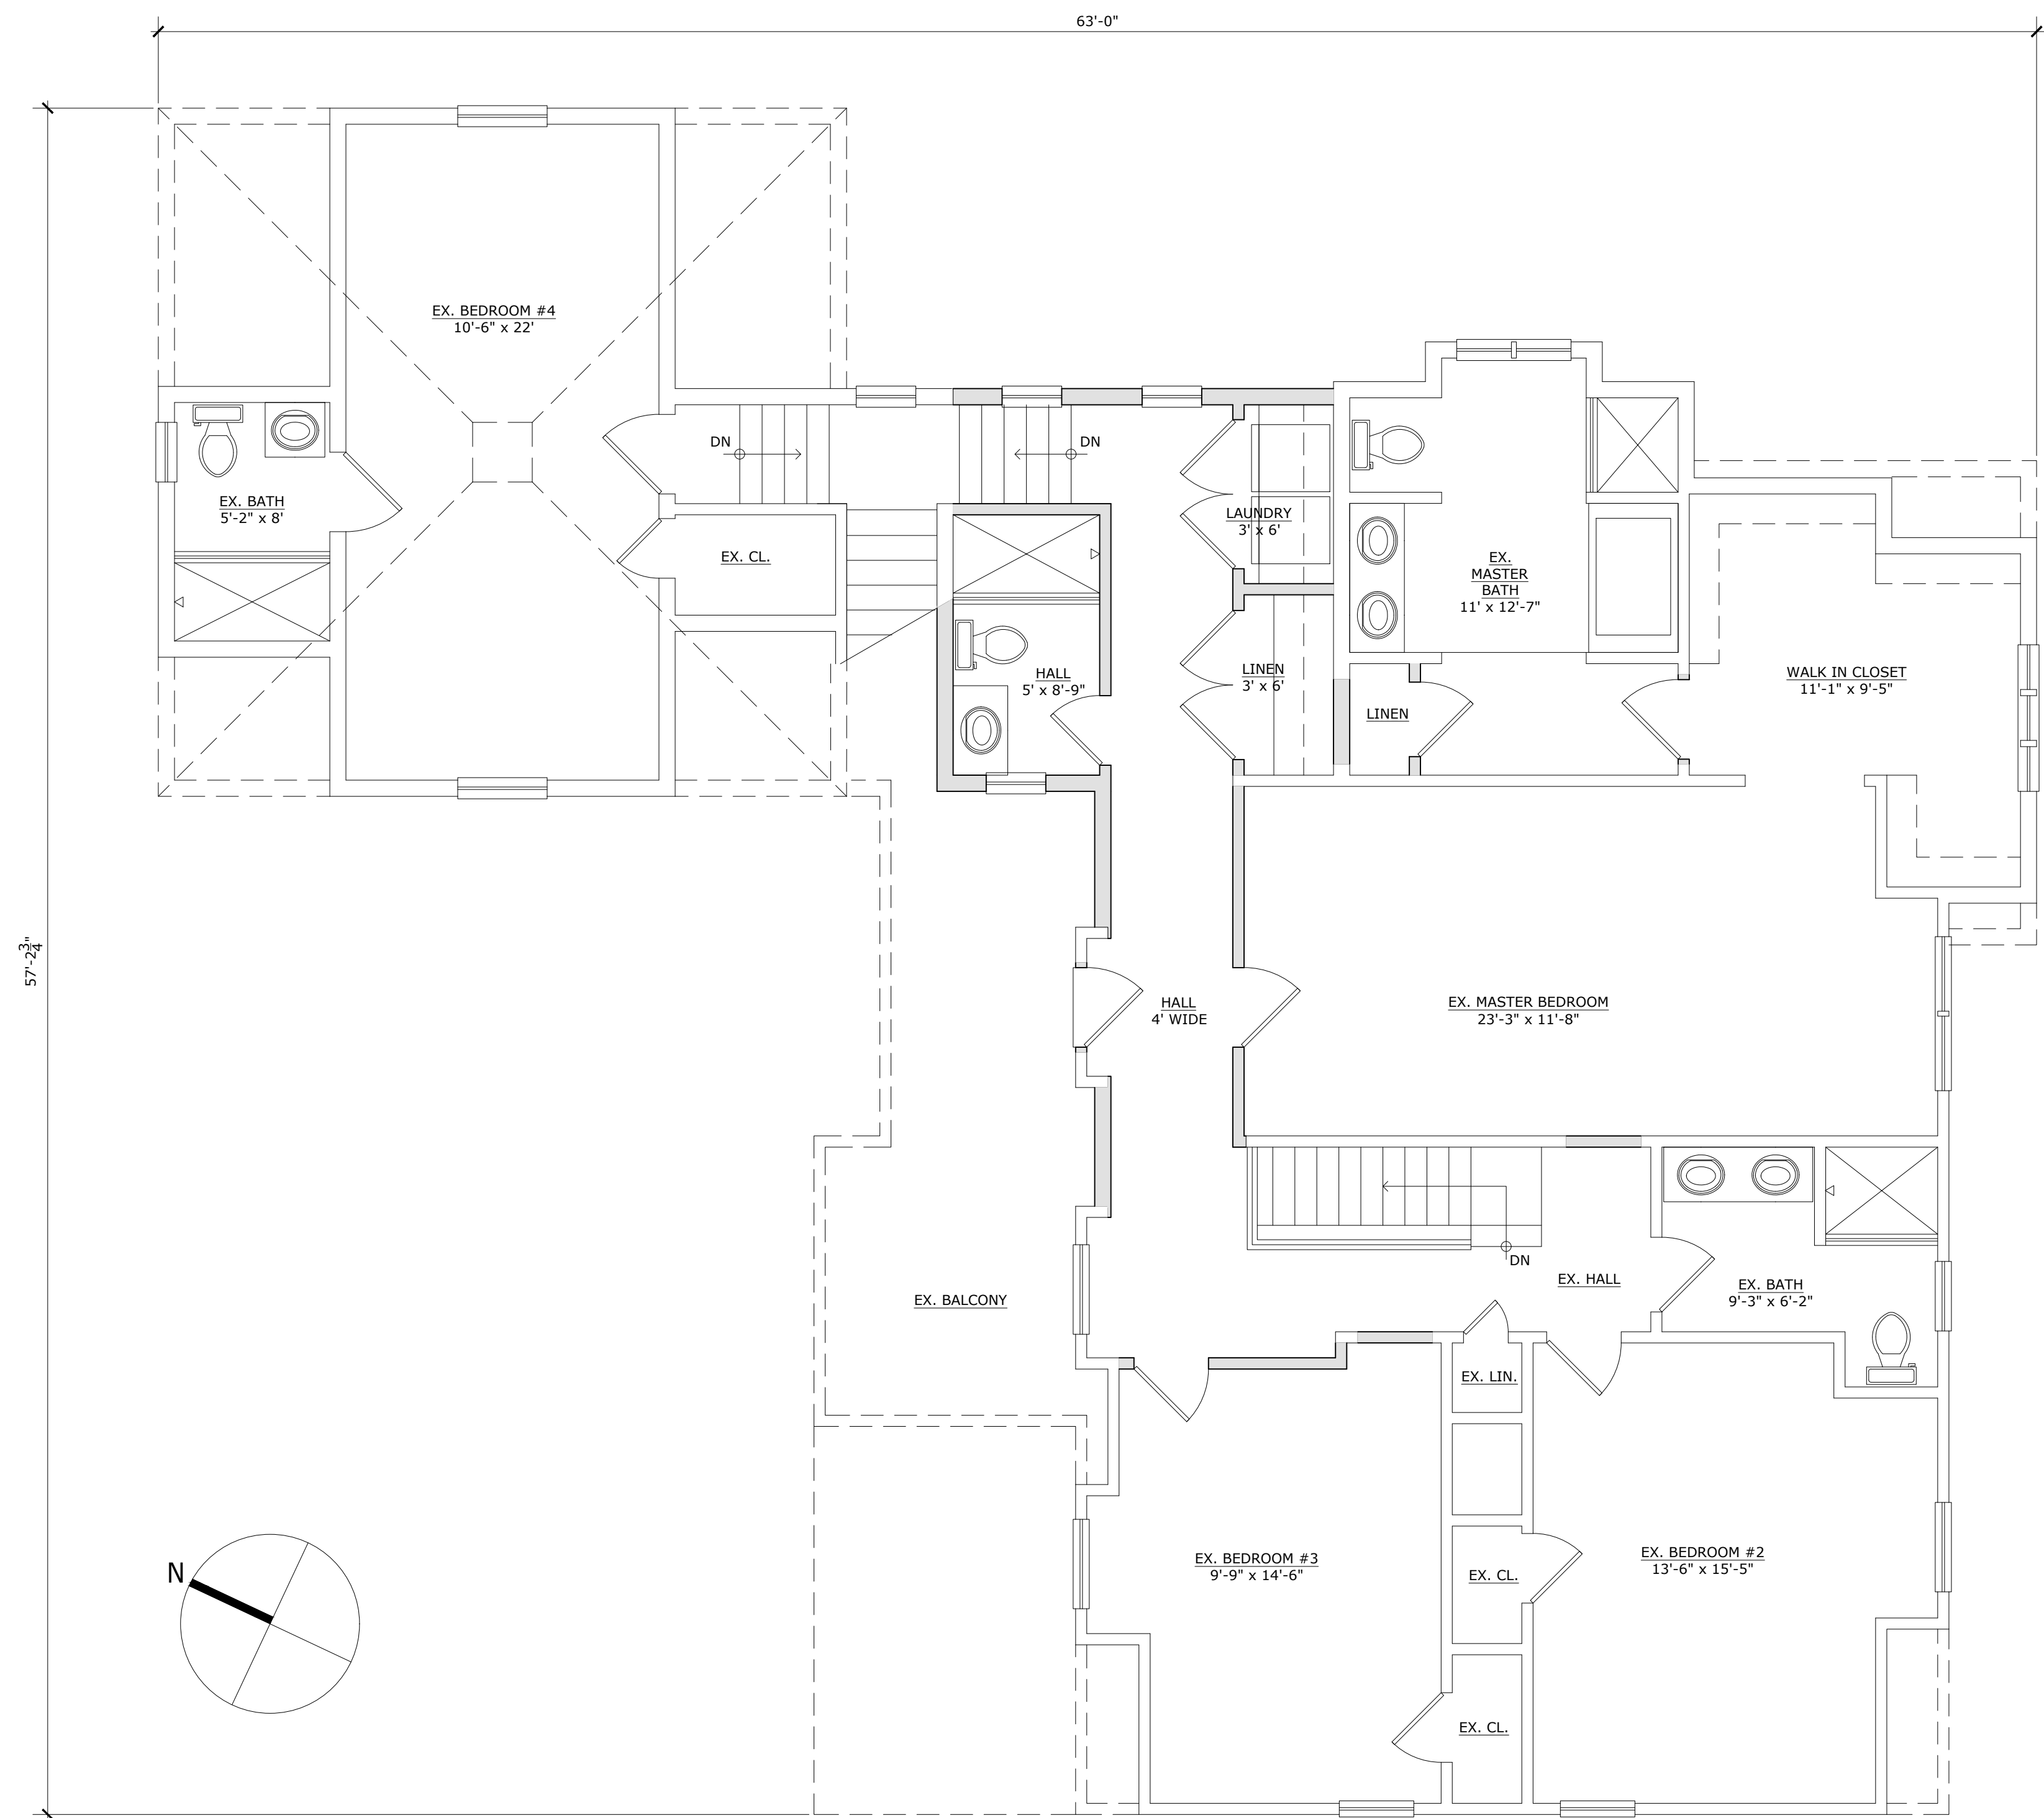 63'-0"
EX. BEDROOM #4
10'-6" x 22'
DN
DN
EX. BATH
5'-2" x 8'
EX. CL.
LAUNDRY
3' x 6'
EX.
MASTER
BATH
11' x 12'-7"
HALL
5' x 8'-9"
LINEN
3' x 6'
LINEN
WALK IN CLOSET
11'-1" x 9'-5"
57'-2 3/4"
HALL
4' WIDE
EX. MASTER BEDROOM
23'-3" x 11'-8"
DN
EX. HALL
EX. BATH
9'-3" x 6'-2"
EX. BALCONY
EX. LIN.
EX. BEDROOM #3
9'-9" x 14'-6"
EX. CL.
EX. BEDROOM #2
13'-6" x 15'-5"
N
EX. CL.